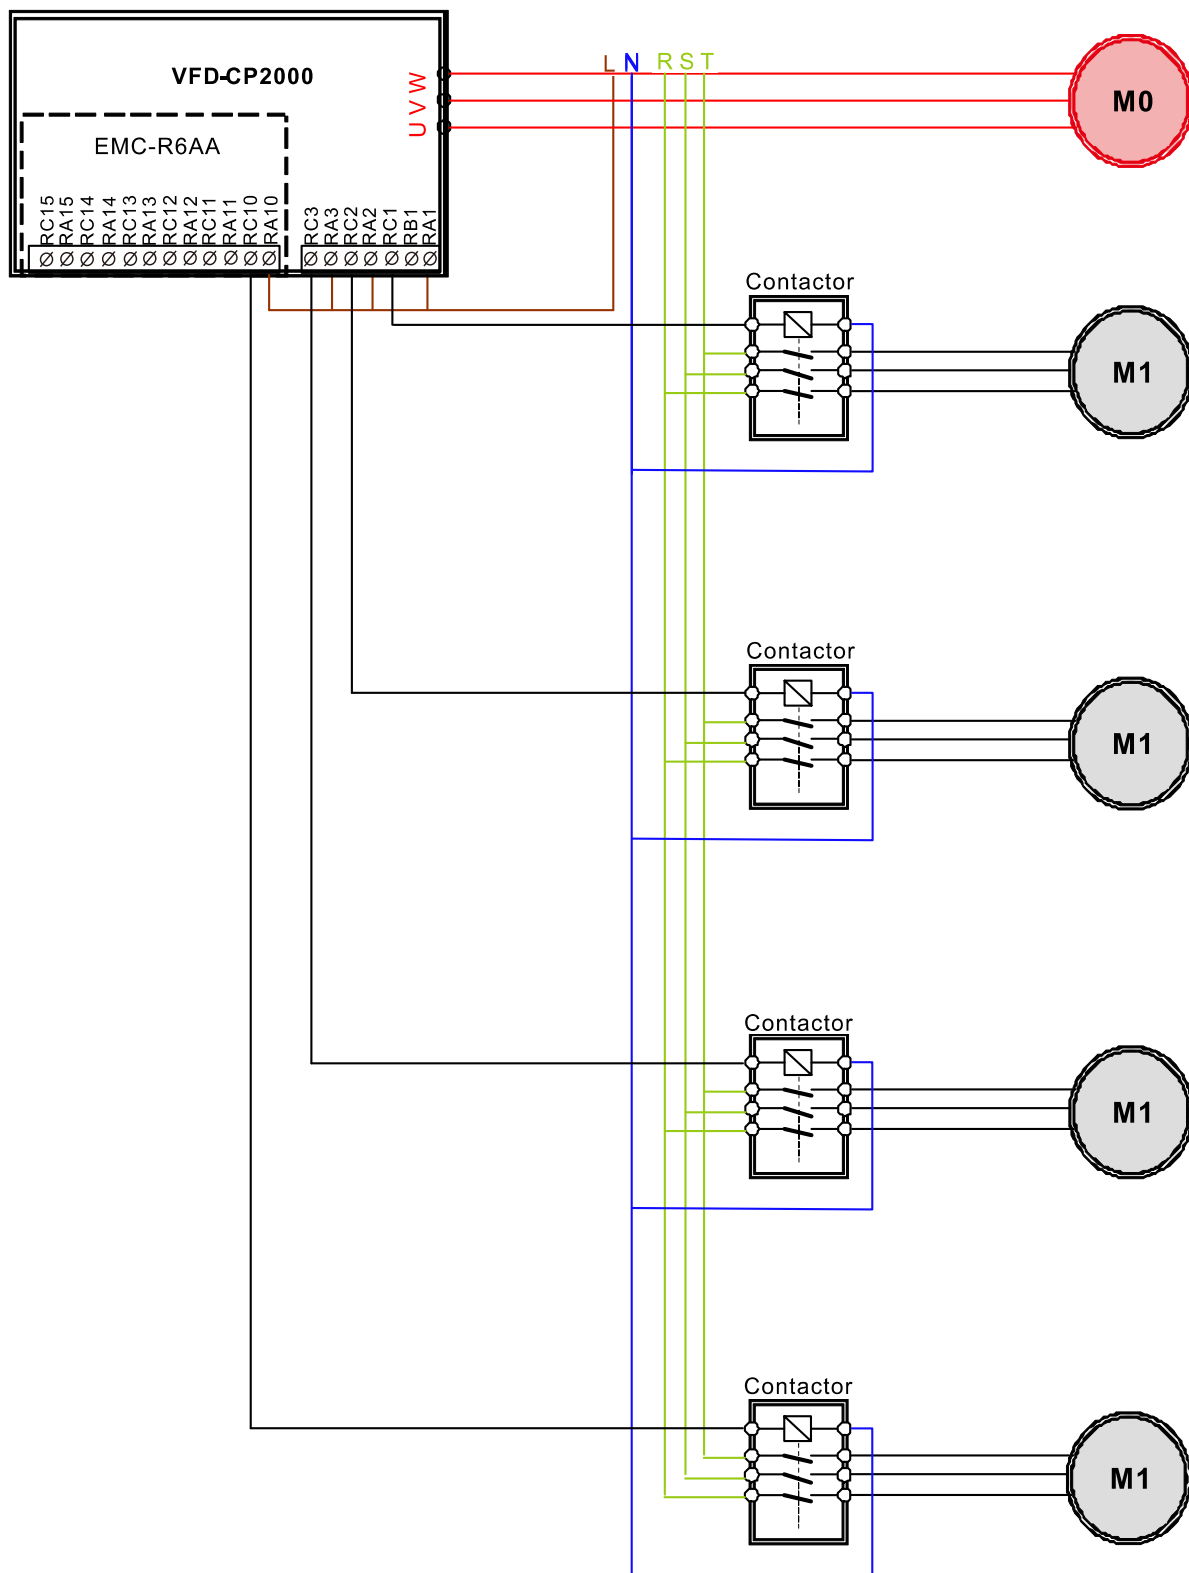 VFD-CP2000
U V W
L N R S T
M0
EMC-R6AA
RC15
RA15
RC14
RA14
RC13
RA13
RC12
RA12
RC11
RA11
RC10
RA10
RC3
RA3
RC2
RA2
RC1
RB1
RA1
Contactor
M1
Contactor
M1
Contactor
M1
Contactor
M1